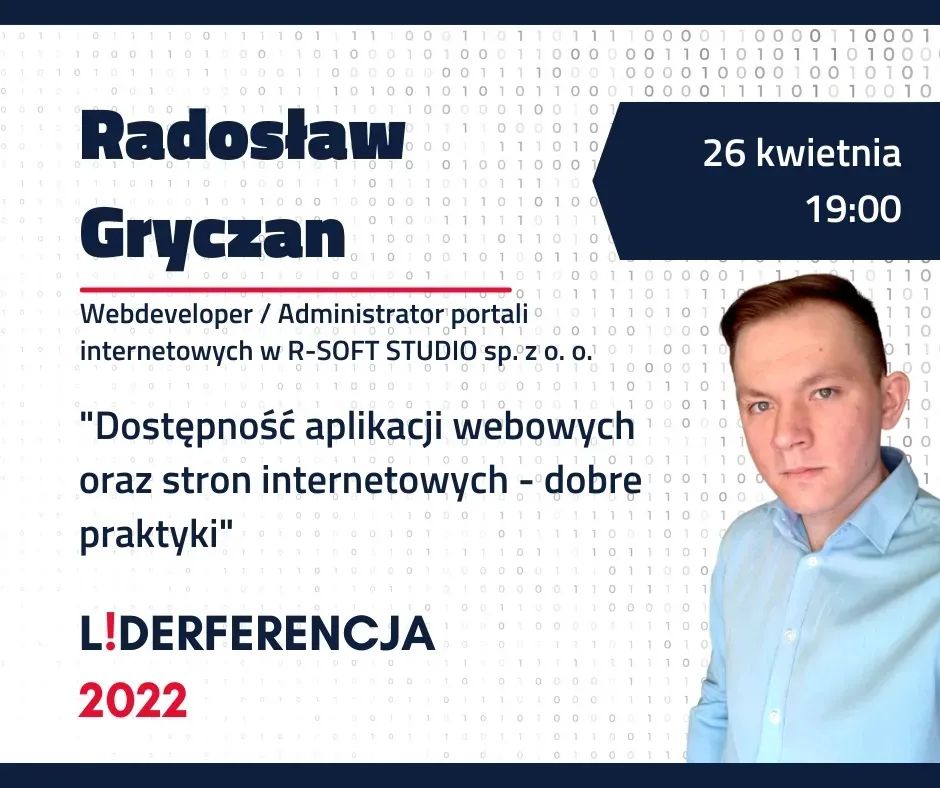 Radosław
Gryczan
26 kwietnia
19:00
Webdeveloper / Administrator portali
internetowych w R-SOFT STUDIO sp. z o. o.
"Dostępność aplikacji webowych
oraz stron internetowych - dobre
praktyki"
L!DERFERENCJA
2022